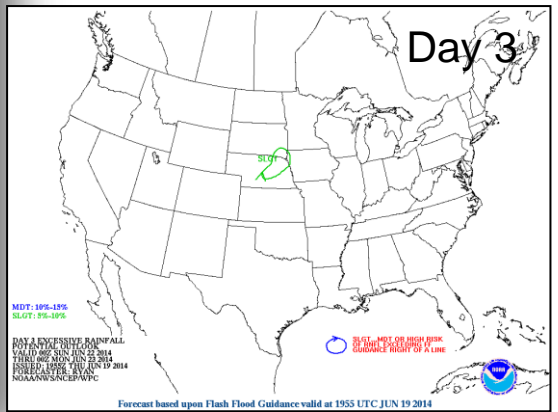 Day 3
SLGT
MDT: 10%-15%
SLGT: 5%-10%
DAY 3 EXCESSIVE RAINFALL
POTENTIAL OUTLOOK
VALID 00Z SUN JUN 22 2014
THRU 00Z MON JUN 23 2014
ISSUED: 1955Z THU JUN 19 2014
FORECASTER: RYAN
NOAA/NWS/NCEP/WPC
SLGT...MDT OR HIGH RISK
OF RNFL EXCEEDING FF
GUIDANCE RIGHT OF A LINE
NOAA
Forecast based upon Flash Flood Guidance valid at 1955 UTC JUN 19 2014